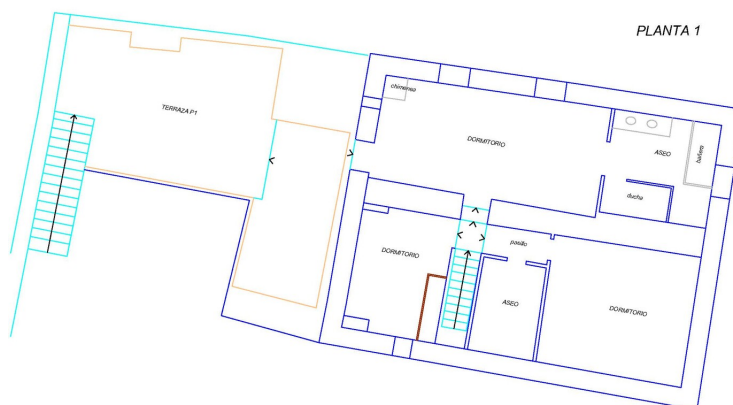 PLANTA 1
chimenea
TERRAZA P1
DORMITORIO
ASEO
bañera
ducha
pasillo
DORMITORIO
ASEO
DORMITORIO